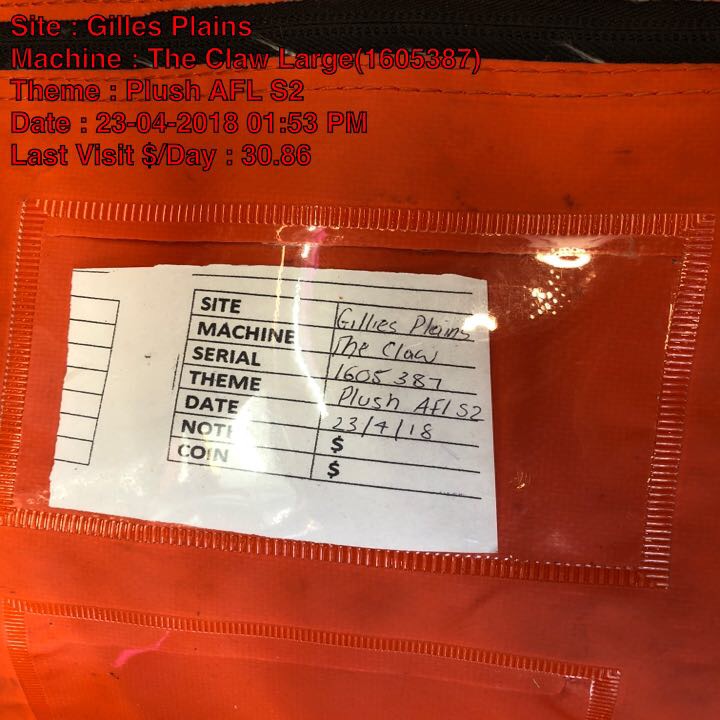 Site : Gilles Plains
Machine : The Claw Large(1605387)
Theme : Plush AFL S2
Date : 23-04-2018 01:53 PM
Last Visit $/Day : 30.86
SITE Gillies Plains
MACHINE The Claw
SERIAL 1605387
THEME Plush Afl S2
DATE 23/4/18
NOTE $
COIN $